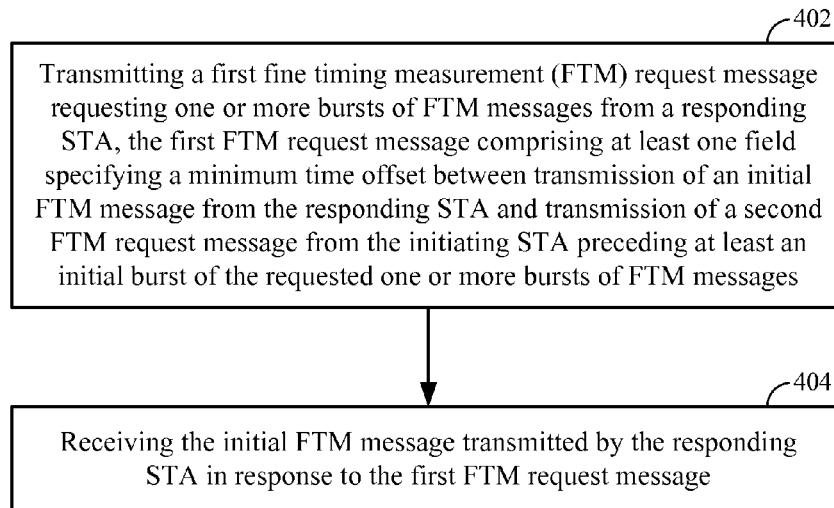 402
Transmitting a first fine timing measurement (FTM) request message
requesting one or more bursts of FTM messages from a responding
STA, the first FTM request message comprising at least one field
specifying a minimum time offset between transmission of an initial
FTM message from the responding STA and transmission of a second
FTM request message from the initiating STA preceding at least an
initial burst of the requested one or more bursts of FTM messages
404
Receiving the initial FTM message transmitted by the responding
STA in response to the first FTM request message